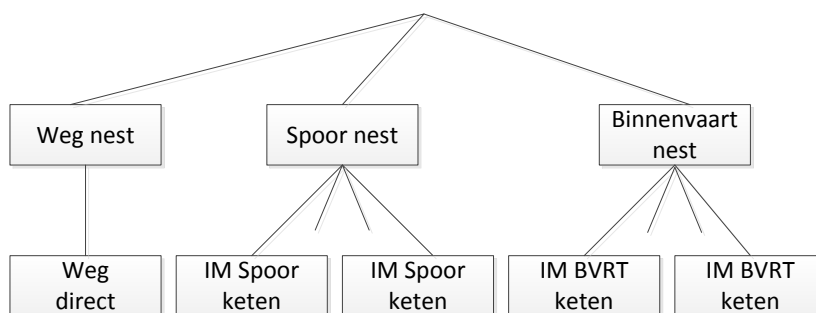 Weg nest
Spoor nest
Binnenvaart
nest
Weg
direct
IM Spoor
keten
IM Spoor
keten
IM BVRT
keten
IM BVRT
keten